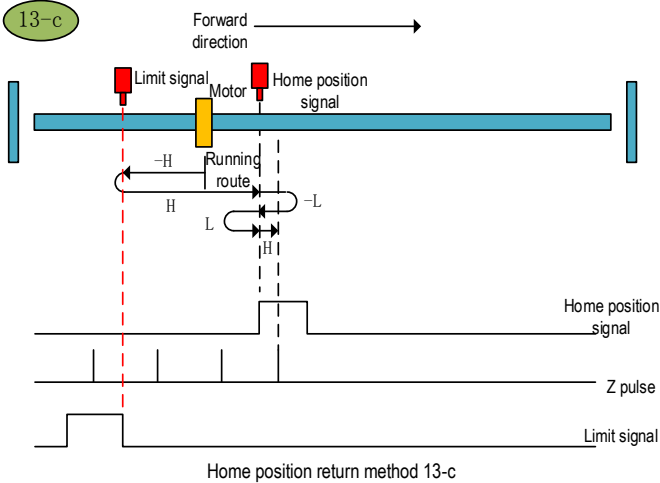 13-c
Forward
direction
Limit signal
Motor
Home position
signal
-H
Running
route
H
-L
L
H
Home position
signal
Z pulse
Limit signal
Home position return method 13-c